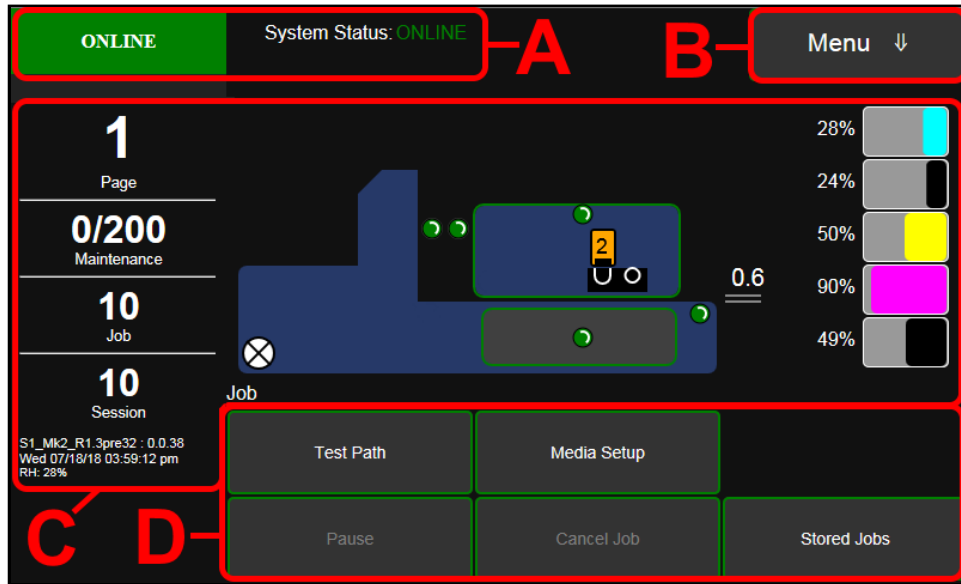 ONLINE
System Status: ONLINE
A
B
Menu ⇓
1
Page
0/200
Maintenance
10
Job
10
Session
S1_Mk2_R1.3pre32 : 0.0.38
Wed 07/18/18 03:59:12 pm
RH: 28%
2
0.6
28%
24%
50%
90%
49%
Job
Test Path
Media Setup
Pause
Cancel Job
Stored Jobs
C
D